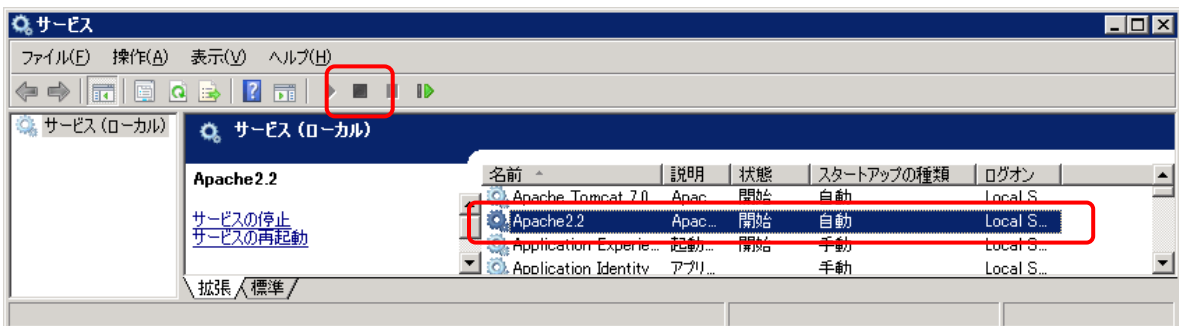 サービス
ファイル(F) 操作(A) 表示(V) ヘルプ(H)
サービス (ローカル)
サービス (ローカル)
Apache2.2
サービスの停止
サービスの再起動
名前 説明 状態 スタートアップの種類 ログオン
Apache Tomcat 7.0 Apac... 開始 自動 Local S...
Apache2.2 Apac... 開始 自動 Local S...
Application Experie... 起動... 開始 手動 Local S...
Application Identity アプリ... 手動 Local S...
拡張 標準